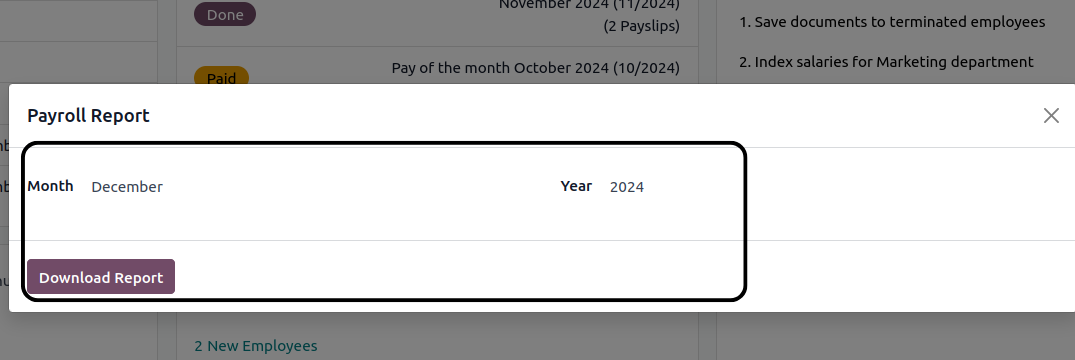 Done
November 2024 (11/2024)
(2 Payslips)
1. Save documents to terminated employees
Paid
Pay of the month October 2024 (10/2024)
2. Index salaries for Marketing department
Payroll Report
Month December
Year 2024
Download Report
2 New Employees